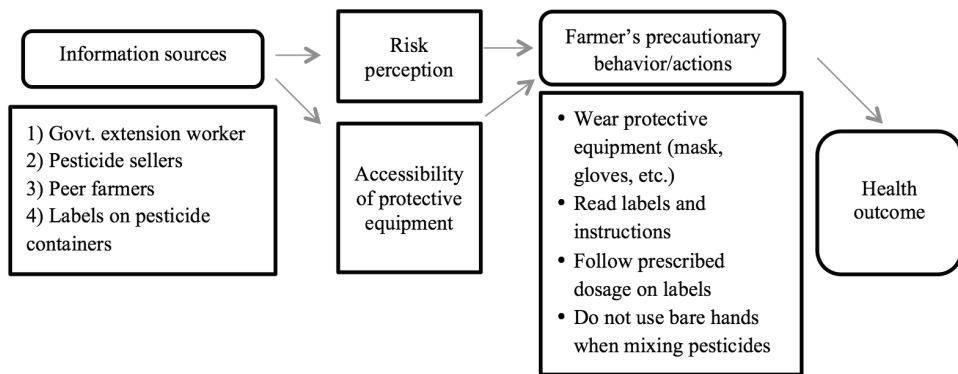 Information sources
1) Govt. extension worker
2) Pesticide sellers
3) Peer farmers
4) Labels on pesticide
containers
Risk
perception
Accessibility
of protective
equipment
Farmer's precautionary
behavior/actions
• Wear protective
equipment (mask,
gloves, etc.)
• Read labels and
instructions
• Follow prescribed
dosage on labels
• Do not use bare hands
when mixing pesticides
Health
outcome